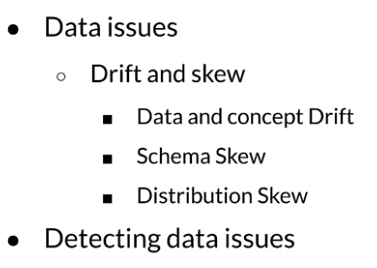 ● Data issues
○ Drift and skew
■ Data and concept Drift
■ Schema Skew
■ Distribution Skew
● Detecting data issues